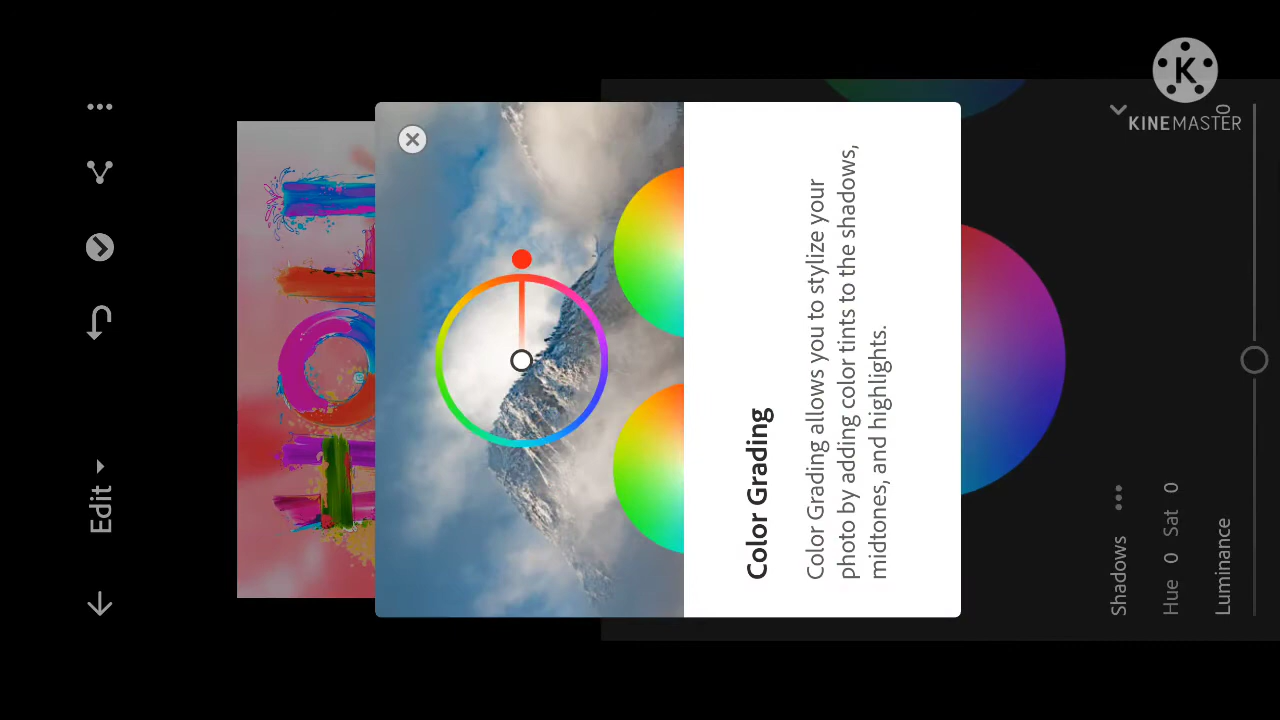 Edit
HOLI
Color Grading
Color Grading allows you to stylize your
photo by adding color tints to the shadows,
midtones, and highlights.
Shadows
Hue 0 Sat 0
Luminance 0
KINEMASTER